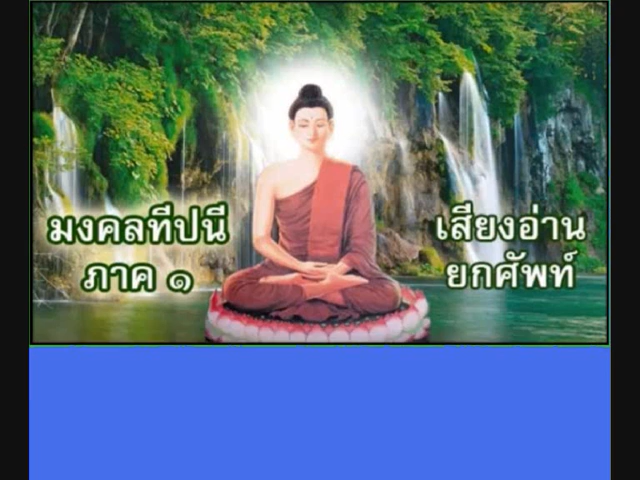 มงคลทีปนี
ภาค ๑
เสียงอ่าน
ยกศัพท์